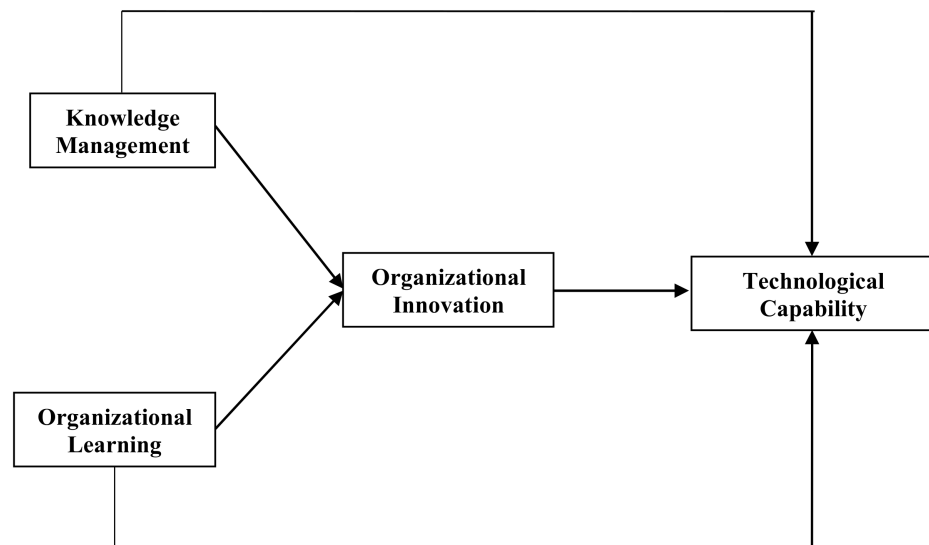 Knowledge
Management
Organizational
Innovation
Technological
Capability
Organizational
Learning